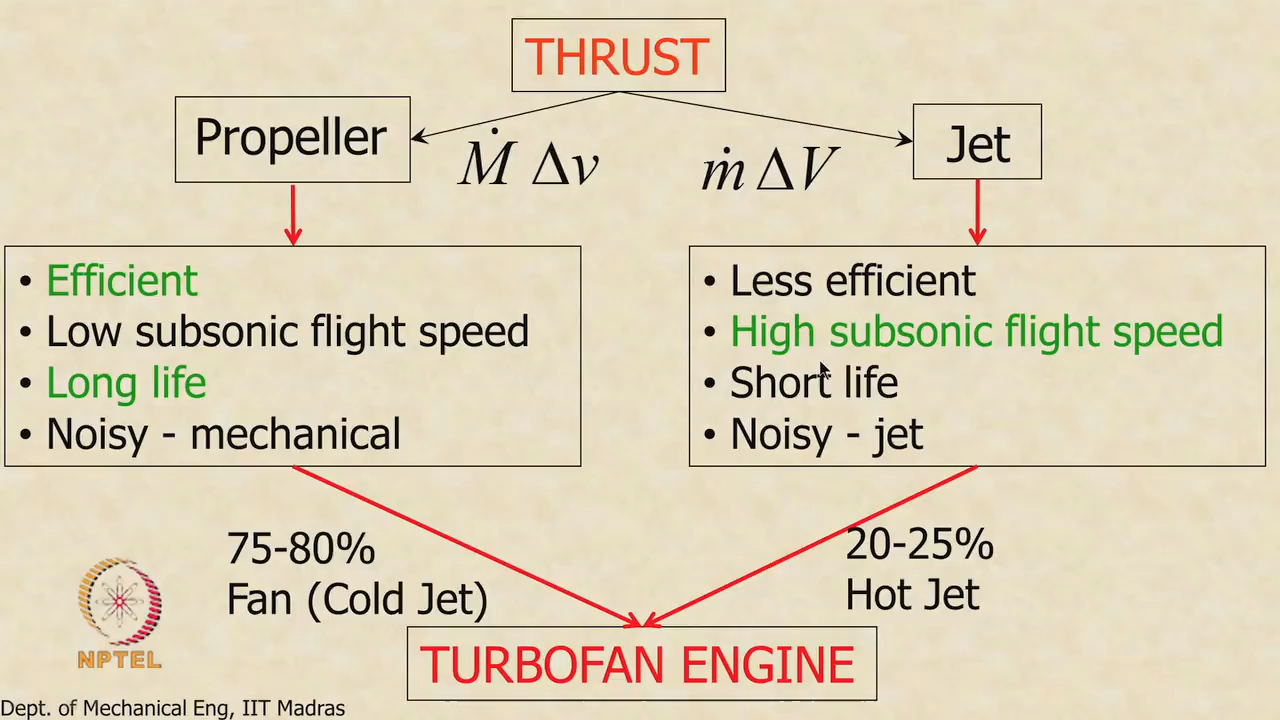 THRUST
Propeller
Ṁ Δv
ṁ ΔV
Jet
• Efficient
• Low subsonic flight speed
• Long life
• Noisy - mechanical
• Less efficient
• High subsonic flight speed
• Short life
• Noisy - jet
75-80%
Fan (Cold Jet)
20-25%
Hot Jet
TURBOFAN ENGINE
NPTEL
Dept. of Mechanical Eng, IIT Madras